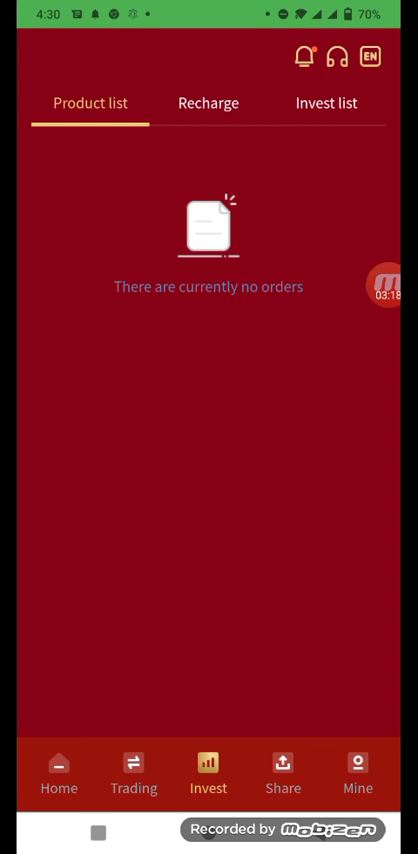 4:30
70%
EN
Product list
Recharge
Invest list
There are currently no orders
03:18
Home
Trading
Invest
Share
Mine
Recorded by mobizen